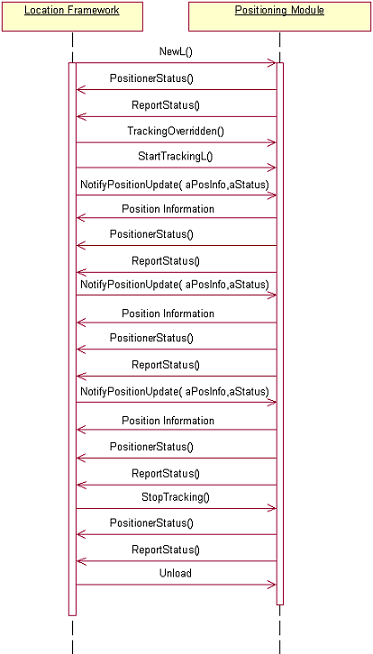 Location Framework
Positioning Module
NewL()
PositionerStatus()
ReportStatus()
TrackingOverridden()
StartTrackingL()
NotifyPositionUpdate( aPosInfo,aStatus)
Position Information
PositionerStatus()
ReportStatus()
NotifyPositionUpdate( aPosInfo,aStatus)
Position Information
PositionerStatus()
ReportStatus()
NotifyPositionUpdate( aPosInfo,aStatus)
Position Information
PositionerStatus()
ReportStatus()
StopTracking()
PositionerStatus()
ReportStatus()
Unload